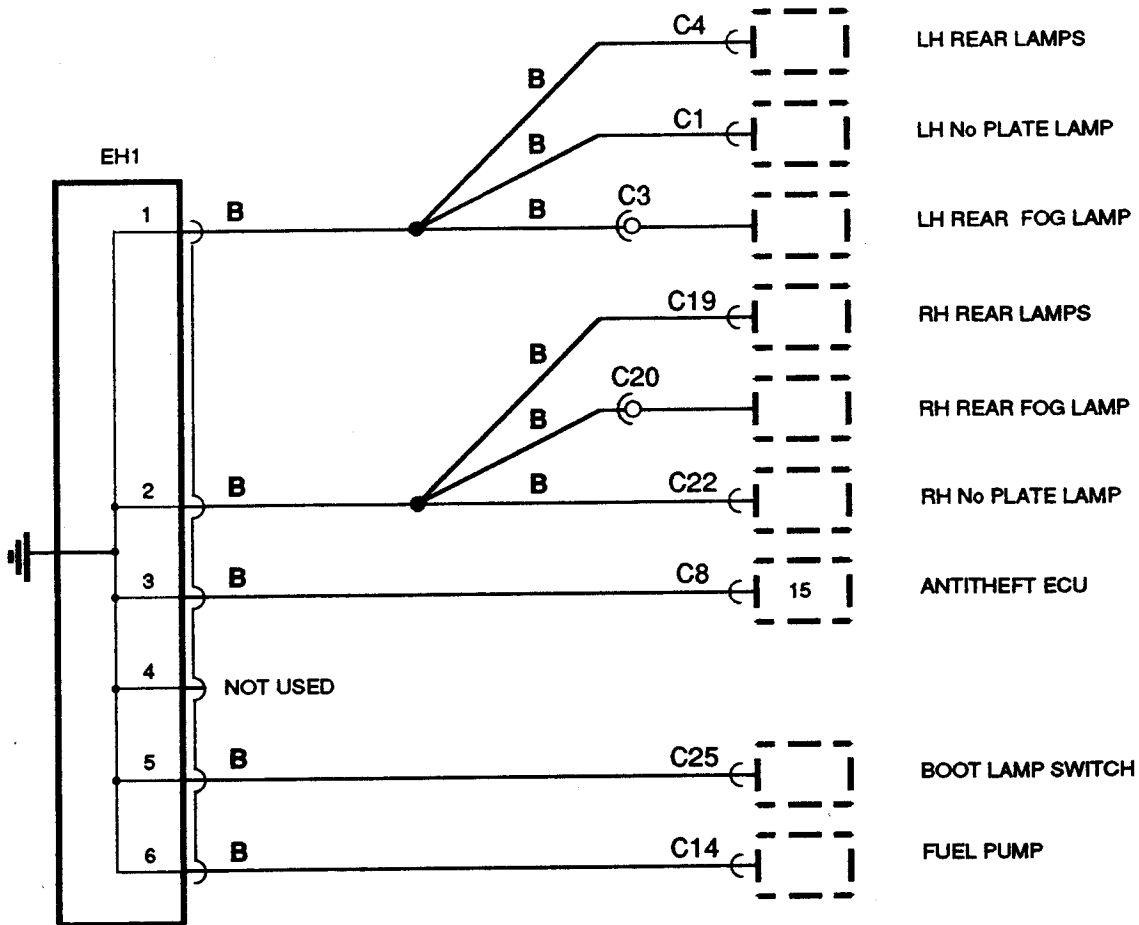 C4 LH REAR LAMPS
B
C1 LH No PLATE LAMP
B
EH1
C3
1 B B LH REAR FOG LAMP
C19 RH REAR LAMPS
B
C20
B RH REAR FOG LAMP
2 B B C22 RH No PLATE LAMP
3 B C8 15 ANTITHEFT ECU
4 NOT USED
5 B C25 BOOT LAMP SWITCH
6 B C14 FUEL PUMP